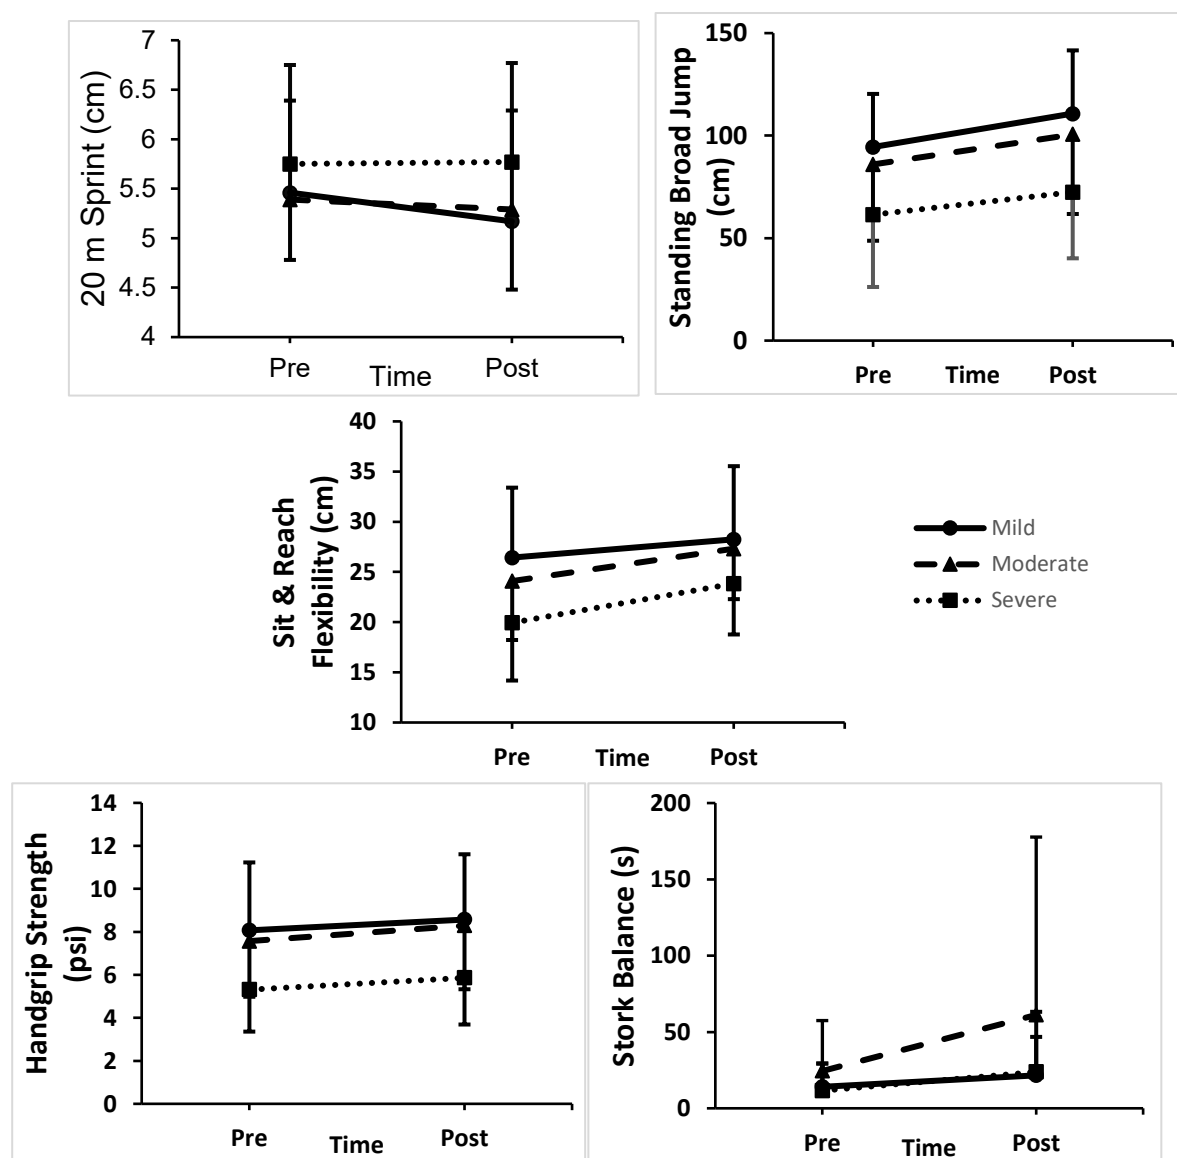 7
6.5
6
5.5
5
4.5
4
20 m Sprint (cm)
Pre
Time
Post
150
100
50
0
Standing Broad Jump
(cm)
Pre
Time
Post
40
35
30
25
20
15
10
Sit & Reach
Flexibility (cm)
Pre
Time
Post
Mild
Moderate
Severe
14
12
10
8
6
4
2
0
Handgrip Strength
(psi)
Pre
Time
Post
200
150
100
50
0
Stork Balance (s)
Pre
Time
Post